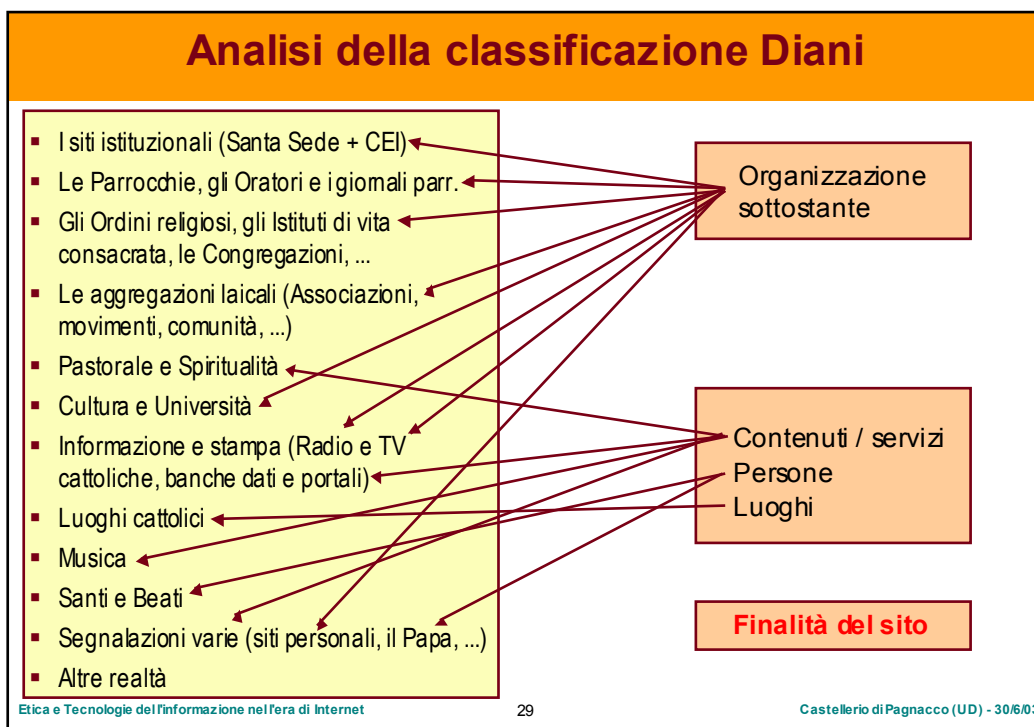 Analisi della classificazione Diani
I siti istituzionali (Santa Sede + CEI)
Le Parrocchie, gli Oratori e i giornali parr.
Gli Ordini religiosi, gli Istituti di vita
consacrata, le Congregazioni, ...
Le aggregazioni laicali (Associazioni,
movimenti, comunità, ...)
Pastorale e Spiritualità
Cultura e Università
Informazione e stampa (Radio e TV
cattoliche, banche dati e portali)
Luoghi cattolici
Musica
Santi e Beati
Segnalazioni varie (siti personali, il Papa, ...)
Altre realtà
Organizzazione
sottostante
Contenuti / servizi
Persone
Luoghi
Finalità del sito
Etica e Tecnologie dell'informazione nell'era di Internet
29
Castellerio di Pagnacco (UD) - 30/6/03